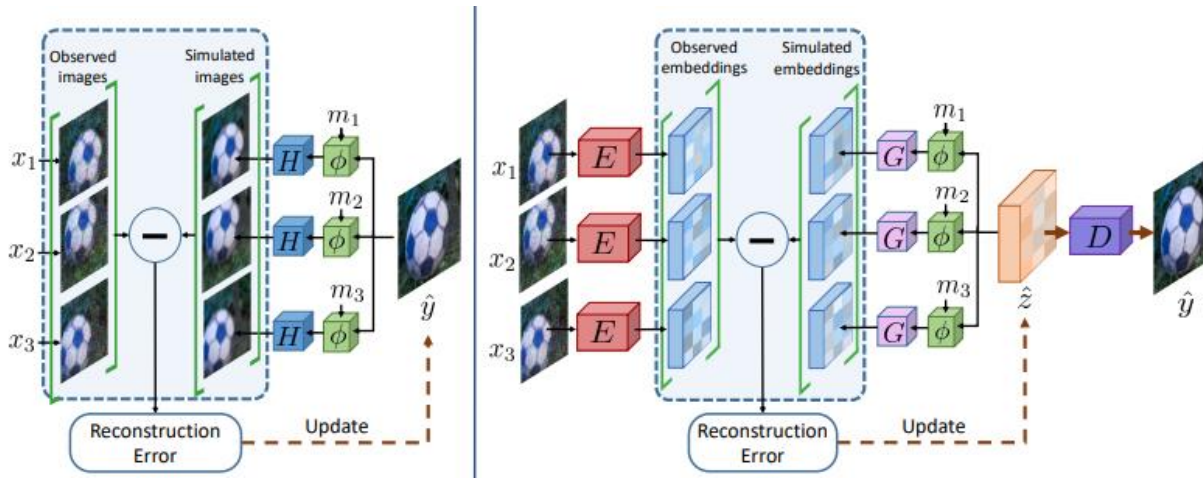 Observed
images
Simulated
images
x₁
x₂
x₃
m₁
H
ϕ
m₂
H
ϕ
m₃
H
ϕ
ŷ
Reconstruction
Error
Update
Observed
embeddings
Simulated
embeddings
x₁
x₂
x₃
E
E
E
m₁
G
ϕ
m₂
G
ϕ
m₃
G
ϕ
ẑ
D
ŷ
Reconstruction
Error
Update